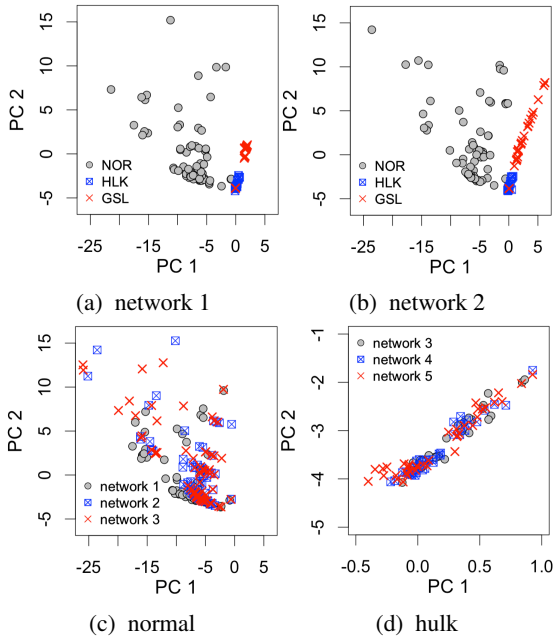 15
10
5
0
-5
PC 2
NOR
HLK
GSL
-25
-15
-5
0
5
PC 1
(a) network 1
15
10
5
0
-5
PC 2
NOR
HLK
GSL
-25
-15
-5
0
5
PC 1
(b) network 2
15
10
5
0
-5
PC 2
network 1
network 2
network 3
-25
-15
-5
0
5
PC 1
(c) normal
-1
-2
-3
-4
-5
PC 2
network 3
network 4
network 5
-0.5
0.0
0.5
1.0
PC 1
(d) hulk